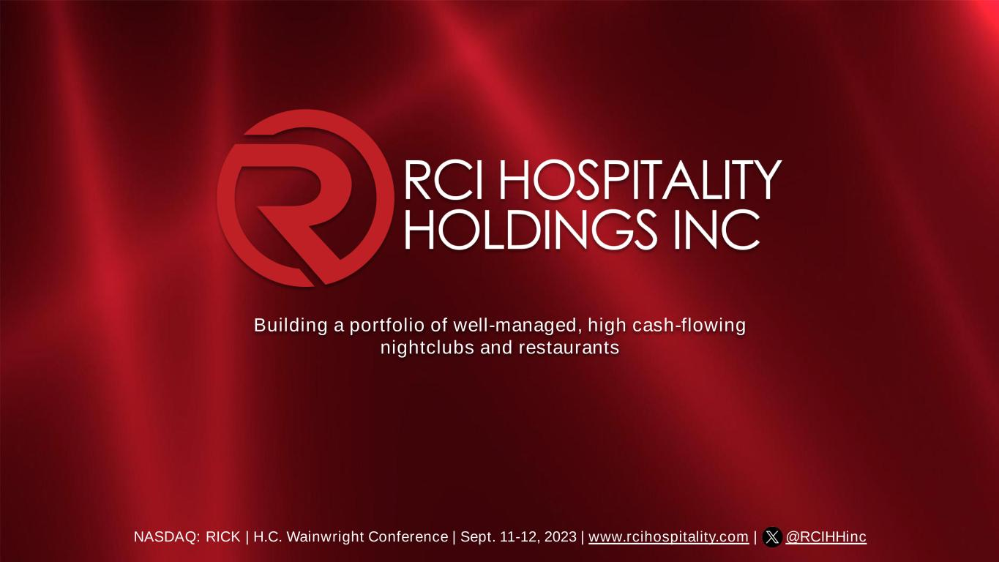 RCI HOSPITALITY
HOLDINGS INC
Building a portfolio of well-managed, high cash-flowing
nightclubs and restaurants
NASDAQ: RICK | H.C. Wainwright Conference | Sept. 11-12, 2023 | www.rcihospitality.com | 𝕏 @RCIHHinc